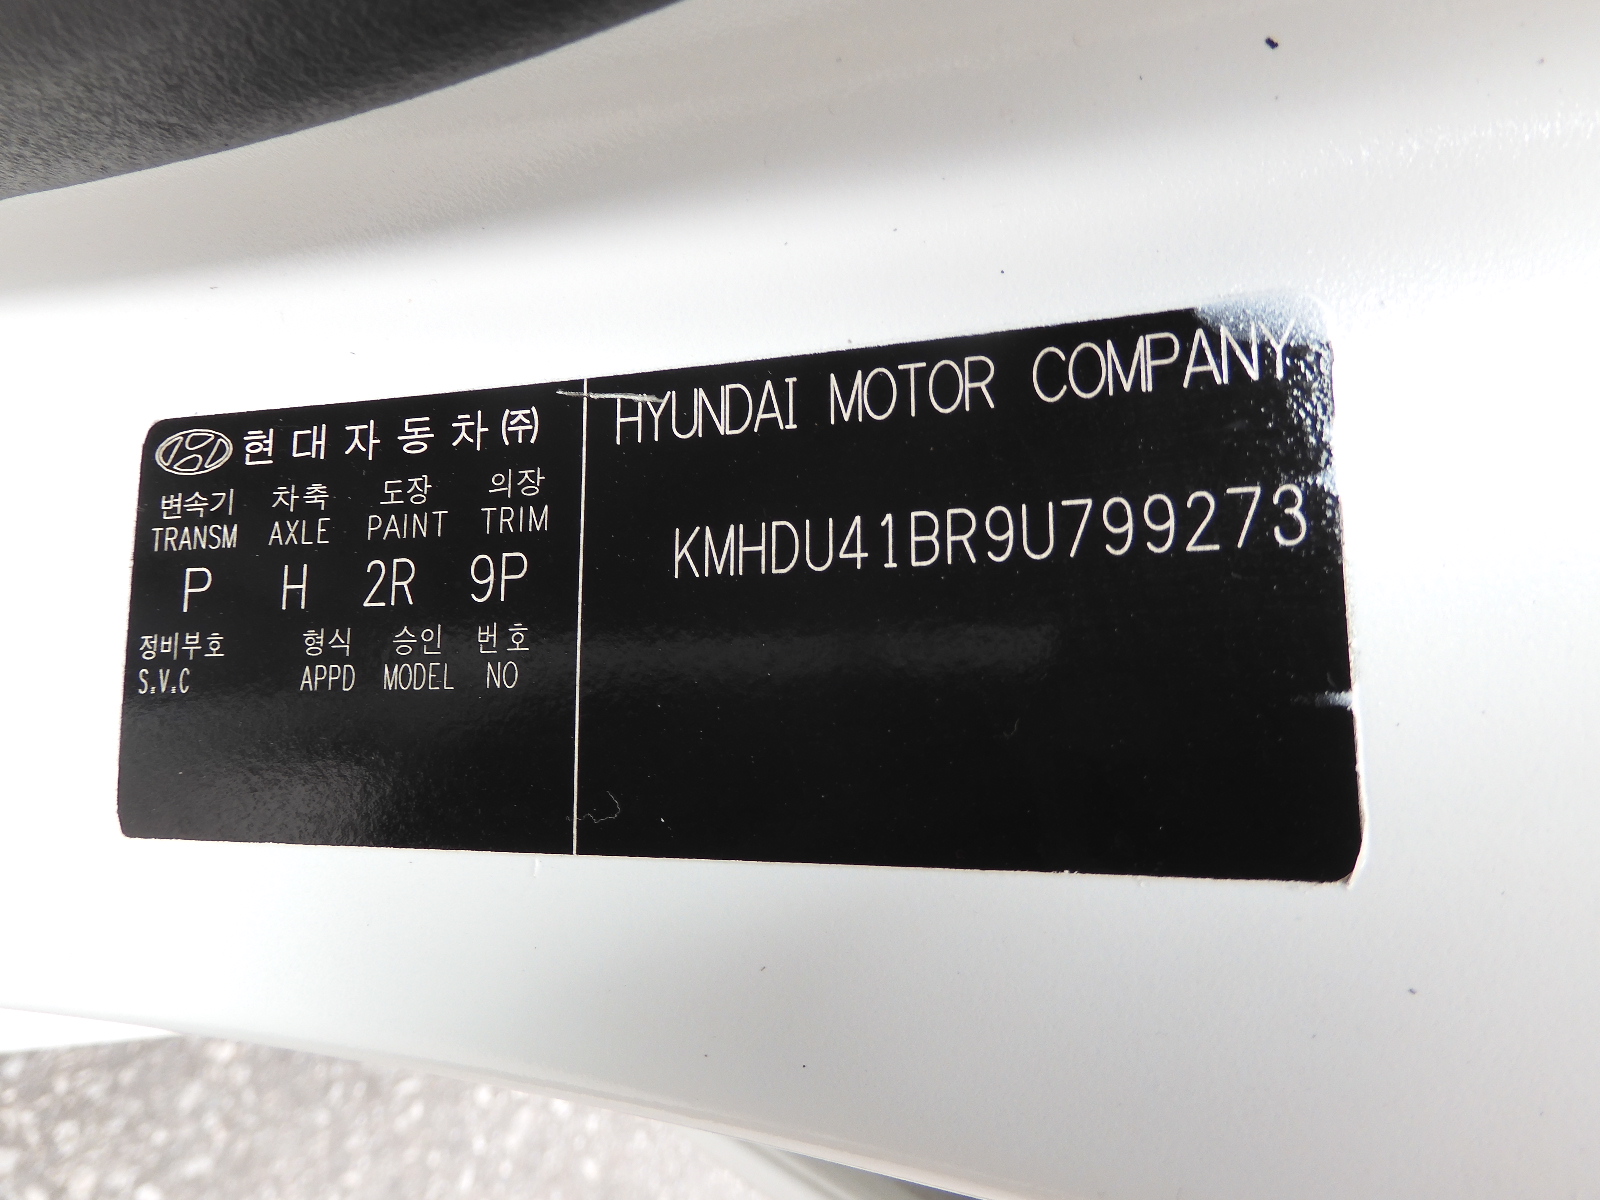 현대자동차(주)
변속기 차축 도장 의장
TRANSM AXLE PAINT TRIM
P H 2R 9P
정비부호 형식 승인 번호
S.V.C APPD MODEL NO
HYUNDAI MOTOR COMPANY
KMHDU41BR9U799273